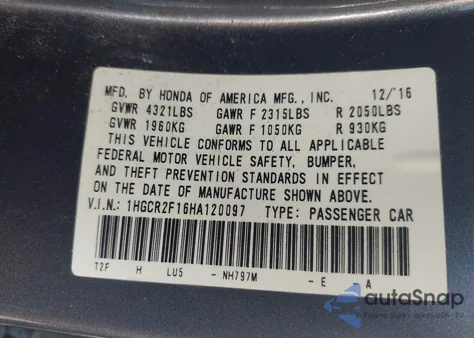 MFD. BY HONDA OF AMERICA MFG., INC. 12/'16
GVWR 4321LBS GAWR F 2315LBS R 2050LBS
GVWR 1960KG GAWR F 1050KG R 930KG
THIS VEHICLE CONFORMS TO ALL APPLICABLE
FEDERAL MOTOR VEHICLE SAFETY, BUMPER,
AND THEFT PREVENTION STANDARDS IN EFFECT
ON THE DATE OF MANUFACTURE SHOWN ABOVE.
V.I.N.: 1HGCR2F16HA120097 TYPE: PASSENGER CAR
T2F H LU5 - NH797M - E A
autoSnap